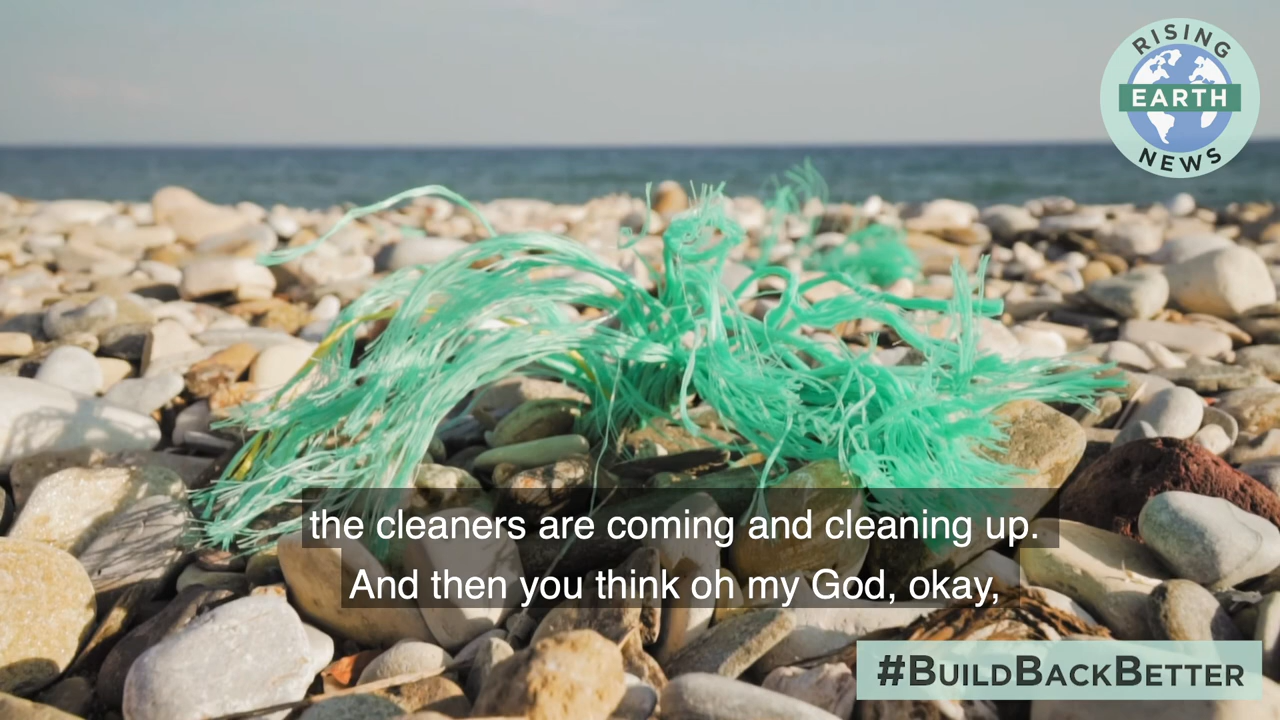 RISING
EARTH
NEWS
the cleaners are coming and cleaning up.
And then you think oh my God, okay,
#BUILDBACKBETTER